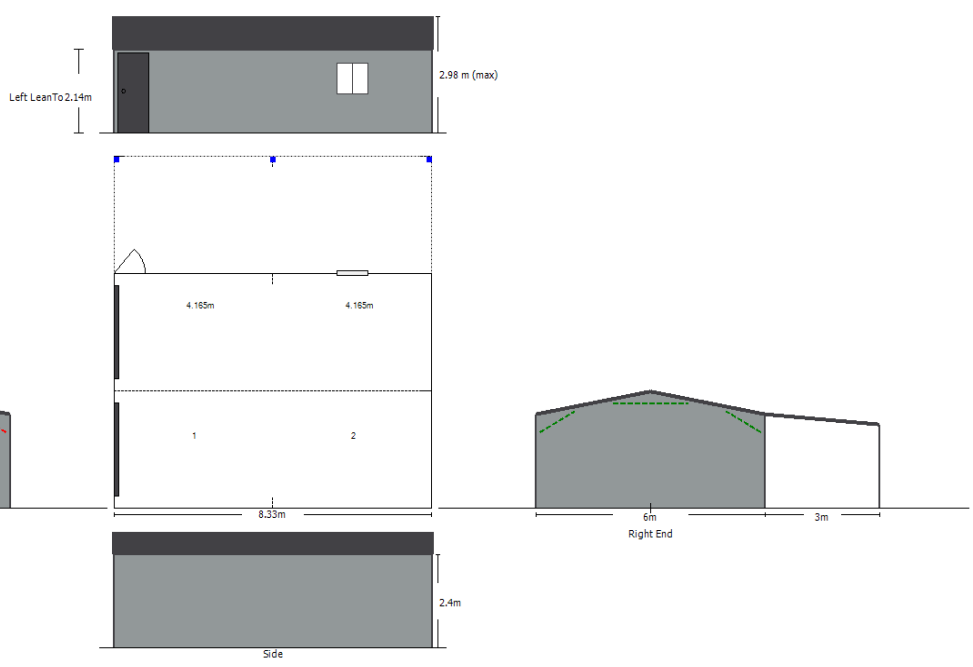 2.98 m (max)
Left LeanTo 2.14m
4.165m
4.165m
1
2
8.33m
6m
3m
Right End
2.4m
Side